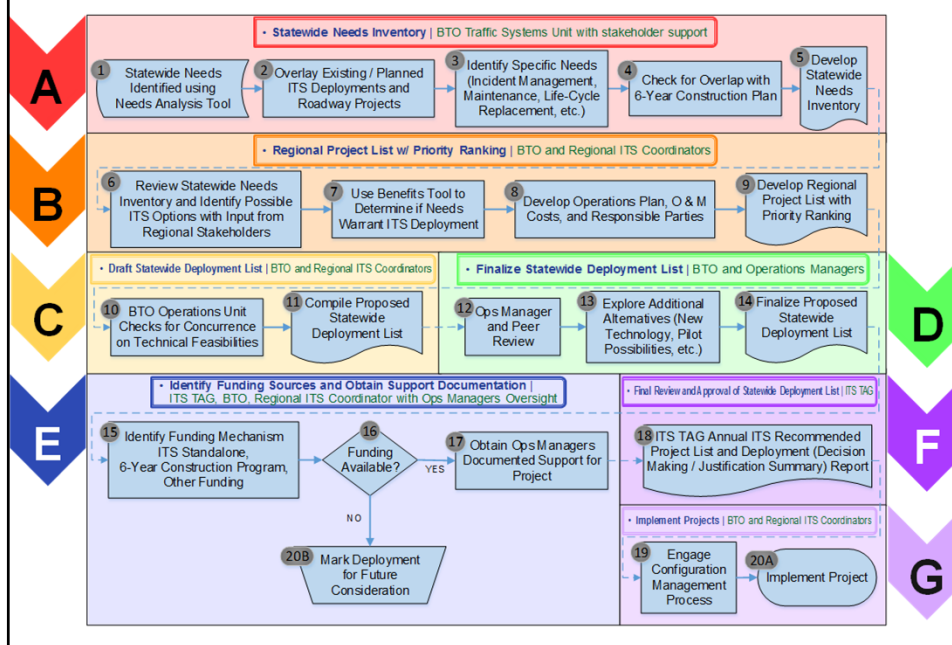 A
• Statewide Needs Inventory | BTO Traffic Systems Unit with stakeholder support
1
Statewide Needs
Identified using
Needs Analysis Tool
2
Overlay Existing / Planned
ITS Deployments and
Roadway Projects
3
Identify Specific Needs
(Incident Management,
Maintenance, Life-Cycle
Replacement, etc.)
4
Check for Overlap with
6-Year Construction Plan
5
Develop
Statewide
Needs
Inventory
B
• Regional Project List w/ Priority Ranking | BTO and Regional ITS Coordinators
6
Review Statewide Needs
Inventory and Identify Possible
ITS Options with Input from
Regional Stakeholders
7
Use Benefits Tool to
Determine if Needs
Warrant ITS Deployment
8
Develop Operations Plan, O & M
Costs, and Responsible Parties
9
Develop Regional
Project List with
Priority Ranking
C
• Draft Statewide Deployment List | BTO and Regional ITS Coordinators
10
BTO Operations Unit
Checks for Concurrence
on Technical Feasibilities
11
Compile Proposed
Statewide
Deployment List
• Finalize Statewide Deployment List | BTO and Operations Managers
12
Ops Manager
and Peer
Review
13
Explore Additional
Alternatives (New
Technology, Pilot
Possibilities, etc.)
14
Finalize Proposed
Statewide
Deployment List
D
E
• Identify Funding Sources and Obtain Support Documentation |
ITS TAG, BTO, Regional ITS Coordinator with Ops Managers Oversight
15
Identify Funding Mechanism
ITS Standalone,
6-Year Construction Program,
Other Funding
16
Funding
Available?
YES
NO
17
Obtain Ops Managers
Documented Support for
Project
20B
Mark Deployment
for Future
Consideration
• Final Review and Approval of Statewide Deployment List | ITS TAG
18
ITS TAG Annual ITS Recommended
Project List and Deployment (Decision
Making / Justification Summary) Report
F
• Implement Projects | BTO and Regional ITS Coordinators
19
Engage
Configuration
Management
Process
20A
Implement Project
G